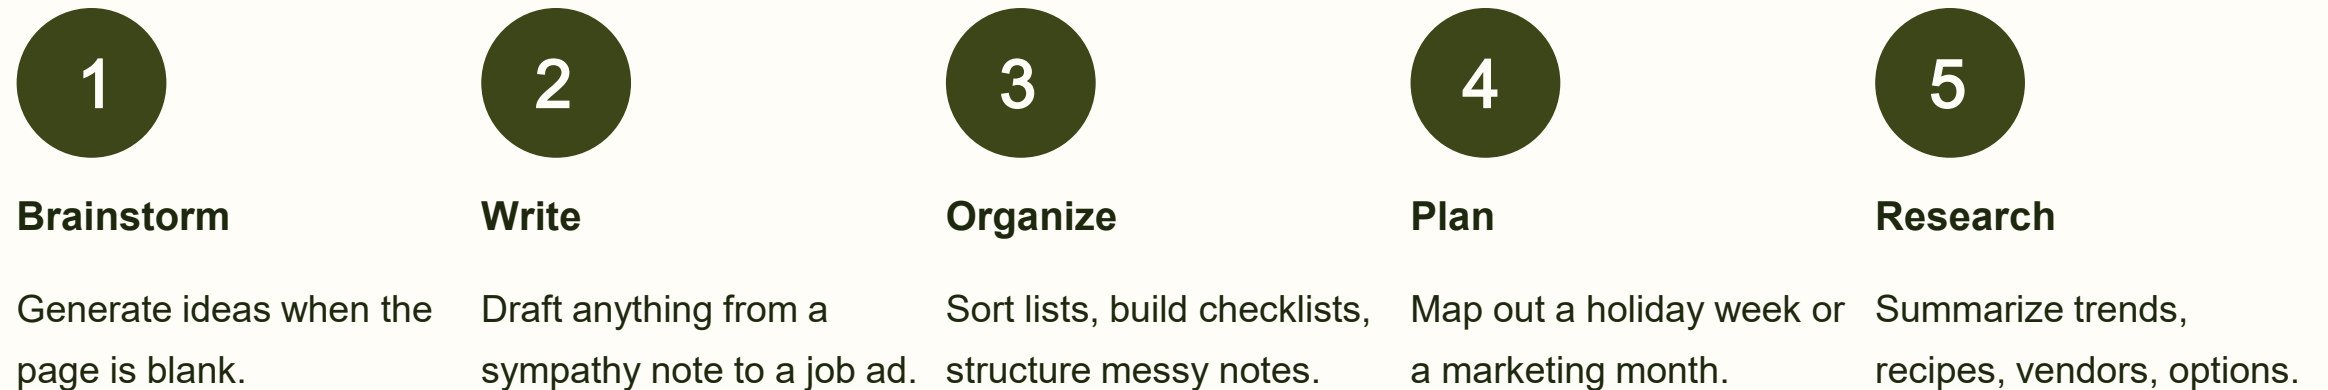 1
Brainstorm
Generate ideas when the
page is blank.
2
Write
Draft anything from a
sympathy note to a job ad.
3
Organize
Sort lists, build checklists,
structure messy notes.
4
Plan
Map out a holiday week or
a marketing month.
5
Research
Summarize trends,
recipes, vendors, options.